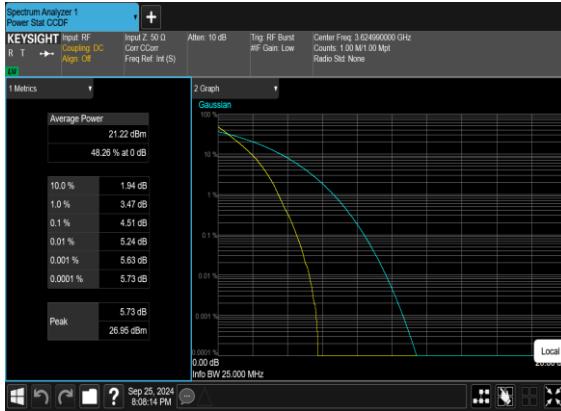 Spectrum Analyzer 1
Power Stat CCDF
+
KEYSIGHT
R T
LM
Input: RF
Coupling: DC
Align: Off
Input Z: 50 Ω
Corr CCorr
Freq Ref: Int (S)
Atten: 10 dB
Trig: RF Burst
#IF Gain: Low
Center Freq: 3.624990000 GHz
Counts: 1.00 M/1.00 Mpt
Radio Std: None
1 Metrics
Average Power
21.22 dBm
48.26 % at 0 dB
10.0 % 1.94 dB
1.0 % 3.47 dB
0.1 % 4.51 dB
0.01 % 5.24 dB
0.001 % 5.63 dB
0.0001 % 5.73 dB
Peak
5.73 dB
26.95 dBm
2 Graph
Gaussian
100 %
10 %
1 %
0.1 %
0.01 %
0.001 %
0.0001 %
0.00 dB
Info BW 25.000 MHz
Local
?
Sep 25, 2024
8:08:14 PM